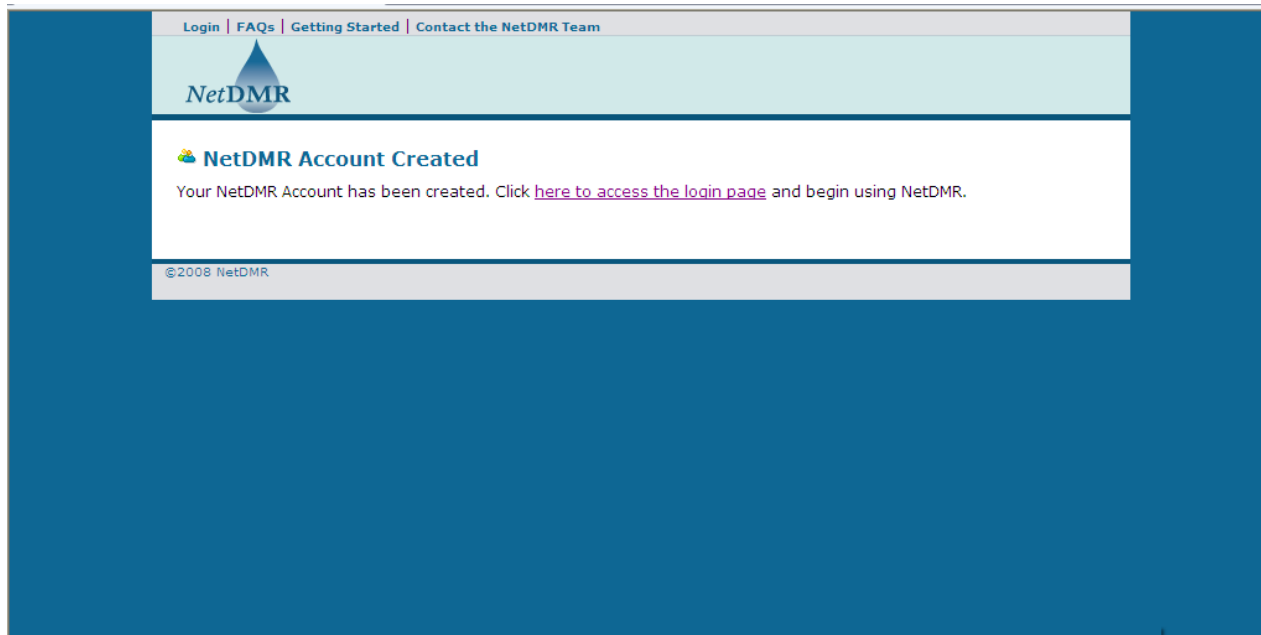 Login | FAQs | Getting Started | Contact the NetDMR Team
NetDMR
NetDMR Account Created
Your NetDMR Account has been created. Click here to access the login page and begin using NetDMR.
©2008 NetDMR